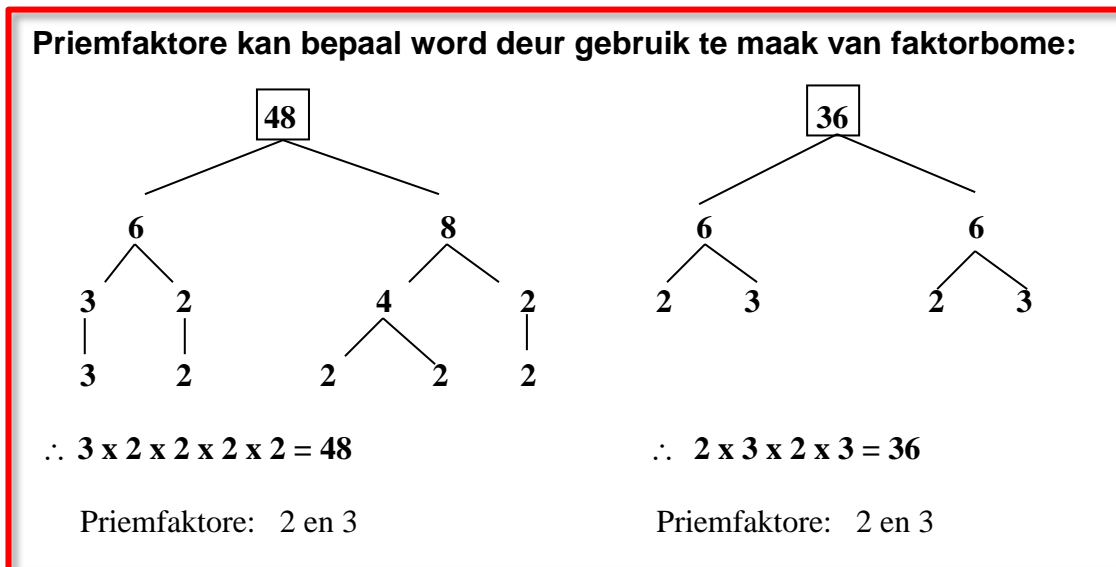 Priemfaktore kan bepaal word deur gebruik te maak van faktorbome:
48 36
6 8 6 6
3 2 4 2 2 3 2 3
3 2 2 2 2
∴ 3 x 2 x 2 x 2 x 2 = 48 ∴ 2 x 3 x 2 x 3 = 36
Priemfaktore: 2 en 3 Priemfaktore: 2 en 3